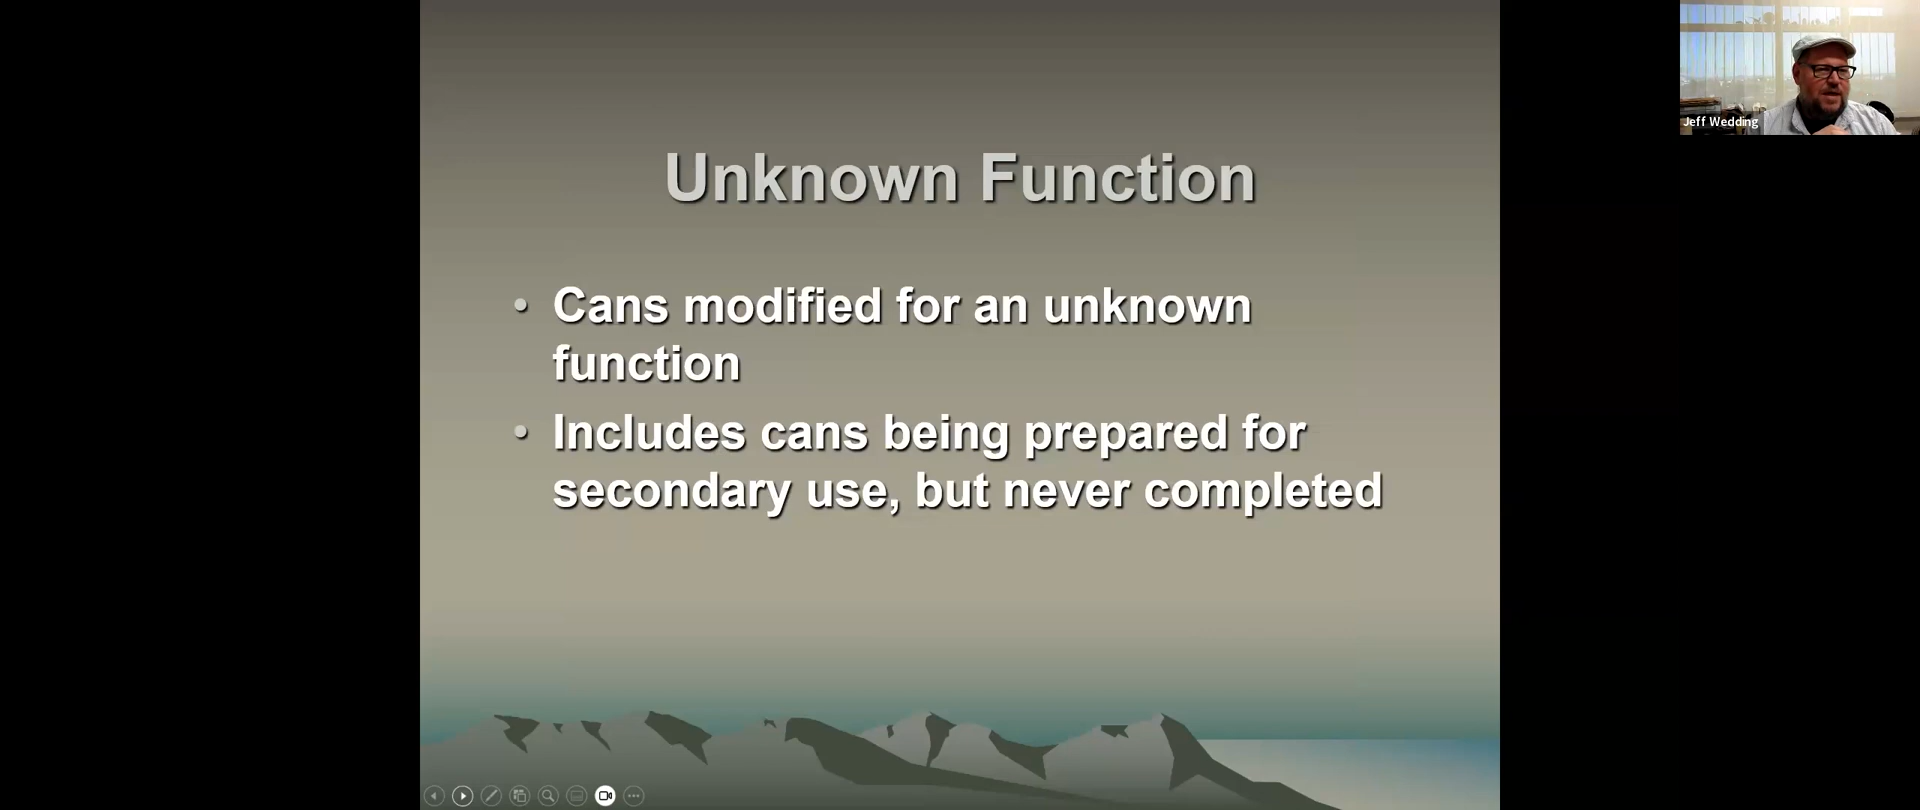 Unknown Function
• Cans modified for an unknown
function
• Includes cans being prepared for
secondary use, but never completed
Jeff Wedding